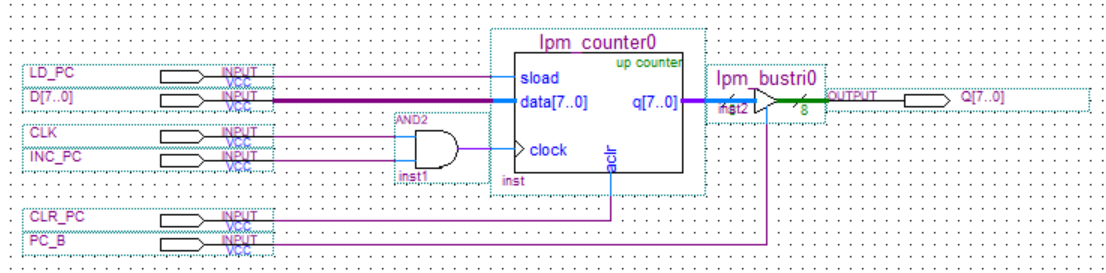 lpm_counter0
up counter
LD_PC INPUT VCC
sload
D[7..0] INPUT VCC
data[7..0] q[7..0]
lpm_bustri0
inst2
8
OUTPUT Q[7..0]
AND2
CLK INPUT VCC
INC_PC INPUT VCC
inst1
clock
aclr
inst
CLR_PC INPUT VCC
PC_B INPUT VCC